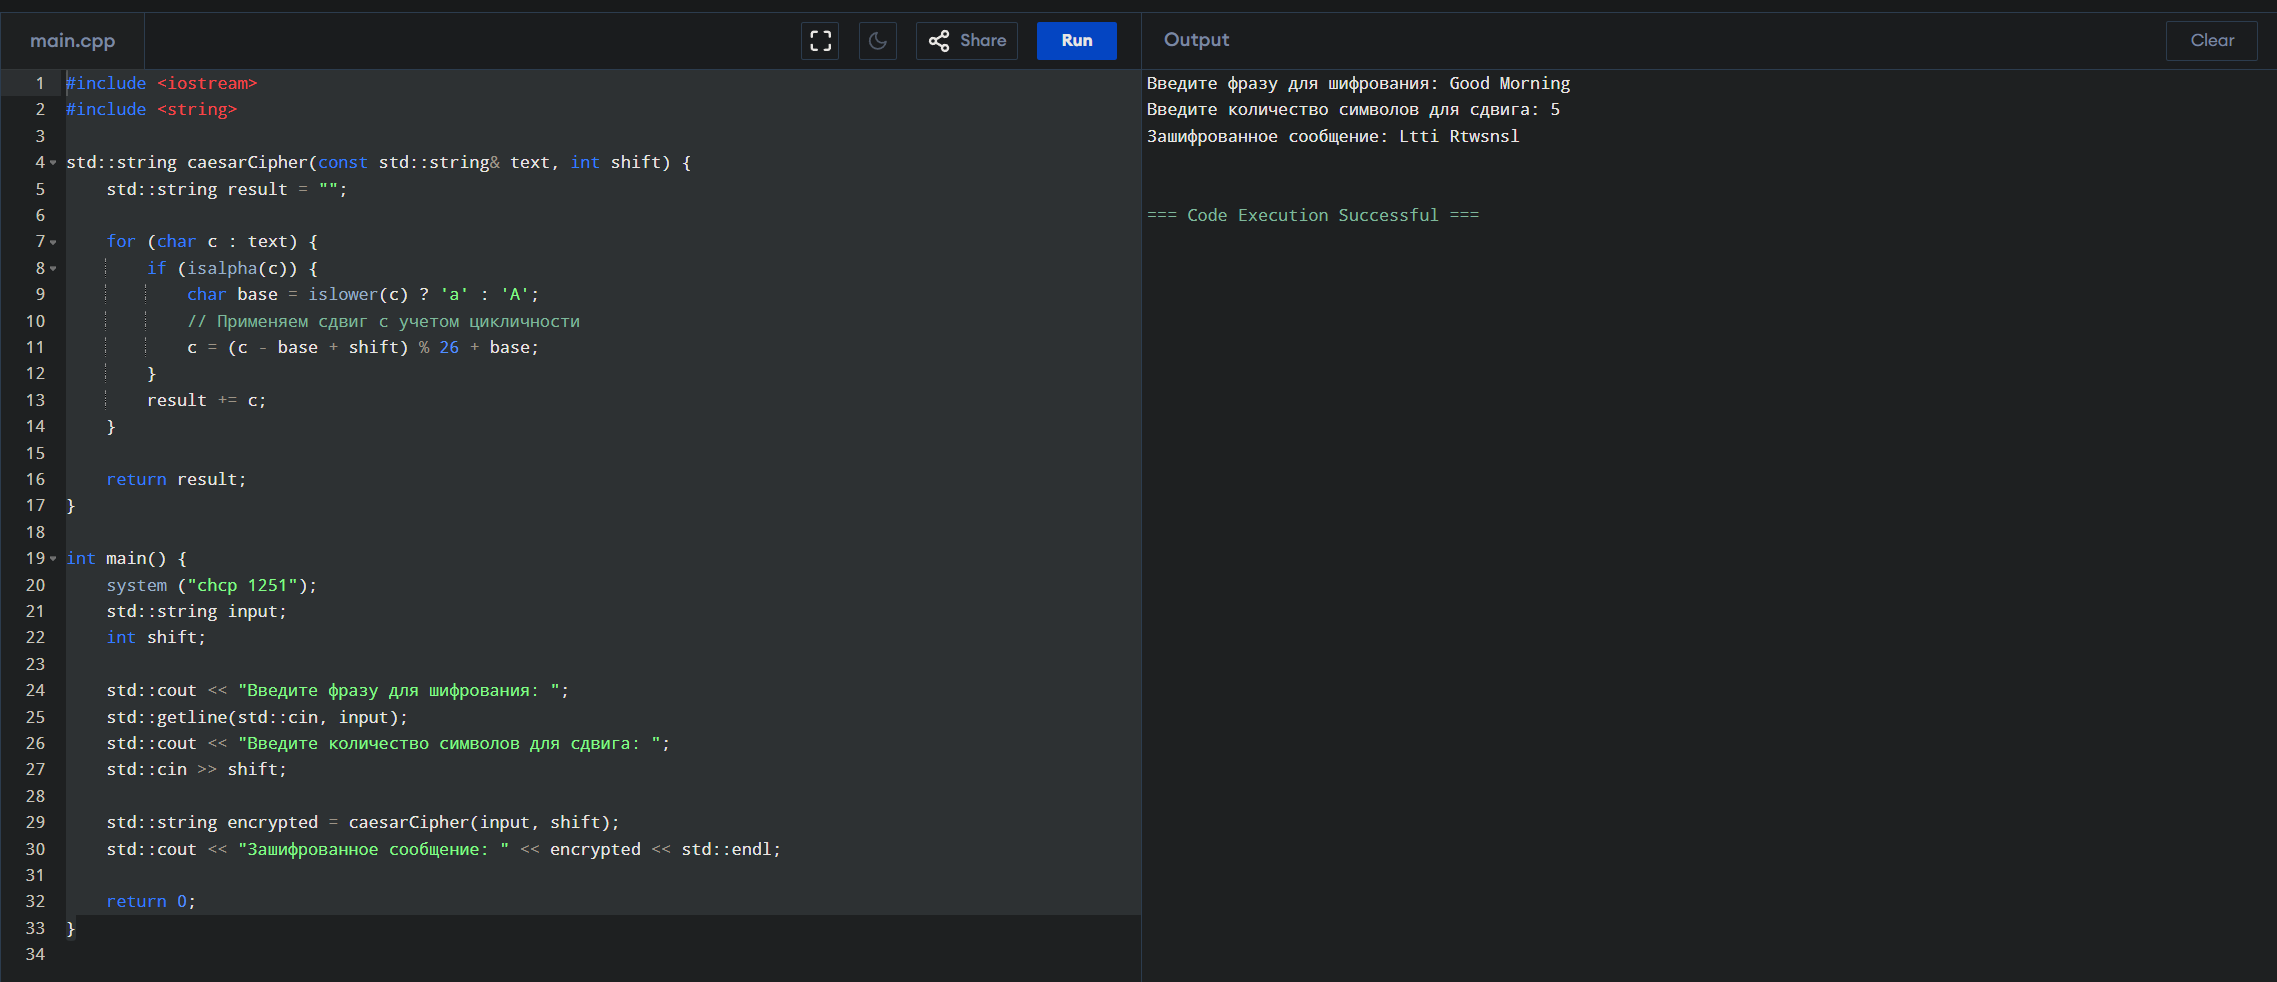 main.cpp
Share
Run
Output
Clear
1 #include <iostream>
2 #include <string>
3
4 std::string caesarCipher(const std::string& text, int shift) {
5     std::string result = "";
6
7     for (char c : text) {
8         if (isalpha(c)) {
9             char base = islower(c) ? 'a' : 'A';
10             // Применяем сдвиг с учетом цикличности
11             c = (c - base + shift) % 26 + base;
12         }
13         result += c;
14     }
15
16     return result;
17 }
18
19 int main() {
20     system ("chcp 1251");
21     std::string input;
22     int shift;
23
24     std::cout << "Введите фразу для шифрования: ";
25     std::getline(std::cin, input);
26     std::cout << "Введите количество символов для сдвига: ";
27     std::cin >> shift;
28
29     std::string encrypted = caesarCipher(input, shift);
30     std::cout << "Зашифрованное сообщение: " << encrypted << std::endl;
31
32     return 0;
33 }
34
Введите фразу для шифрования: Good Morning
Введите количество символов для сдвига: 5
Зашифрованное сообщение: Ltti Rtwsnsl
=== Code Execution Successful ===